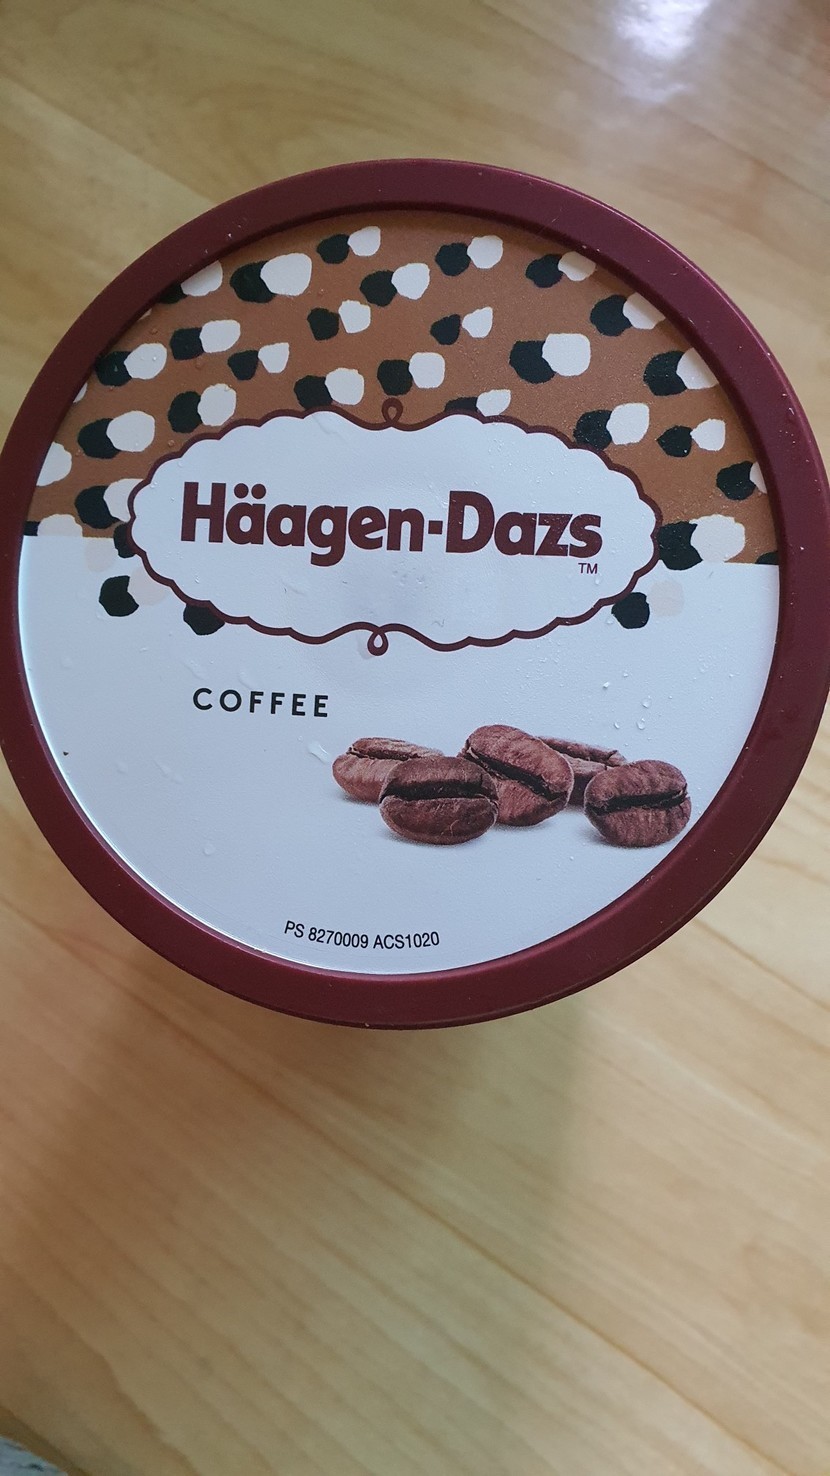 Häagen-Dazs
TM
COFFEE
PS 8270009 ACS1020